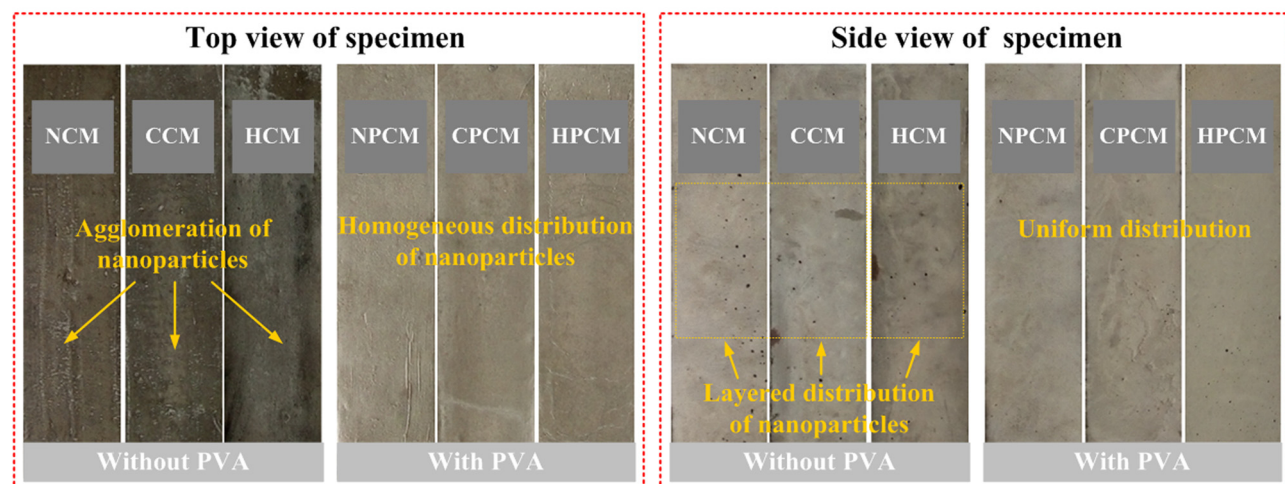 Top view of specimen
NCM
CCM
HCM
NPCM
CPCM
HPCM
Agglomeration of
nanoparticles
Homogeneous distribution
of nanoparticles
Without PVA
With PVA
Side view of specimen
NCM
CCM
HCM
NPCM
CPCM
HPCM
Uniform distribution
Layered distribution
of nanoparticles
Without PVA
With PVA